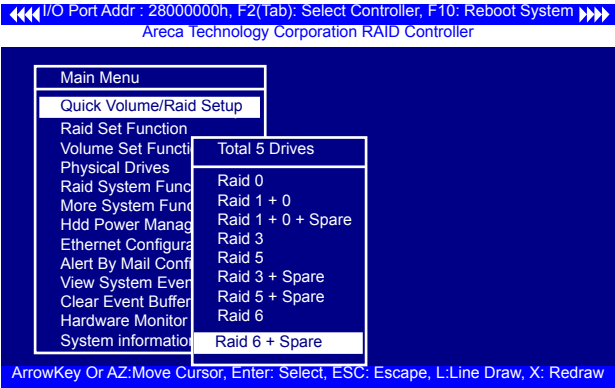 I/O Port Addr : 28000000h, F2(Tab): Select Controller, F10: Reboot System
Areca Technology Corporation RAID Controller
Main Menu
Quick Volume/Raid Setup
Raid Set Function
Volume Set Functi
Physical Drives
Raid System Func
More System Func
Hdd Power Manag
Ethernet Configura
Alert By Mail Confi
View System Even
Clear Event Buffer
Hardware Monitor
System information
Total 5 Drives
Raid 0
Raid 1 + 0
Raid 1 + 0 + Spare
Raid 3
Raid 5
Raid 3 + Spare
Raid 5 + Spare
Raid 6
Raid 6 + Spare
ArrowKey Or AZ:Move Cursor, Enter: Select, ESC: Escape, L:Line Draw, X: Redraw